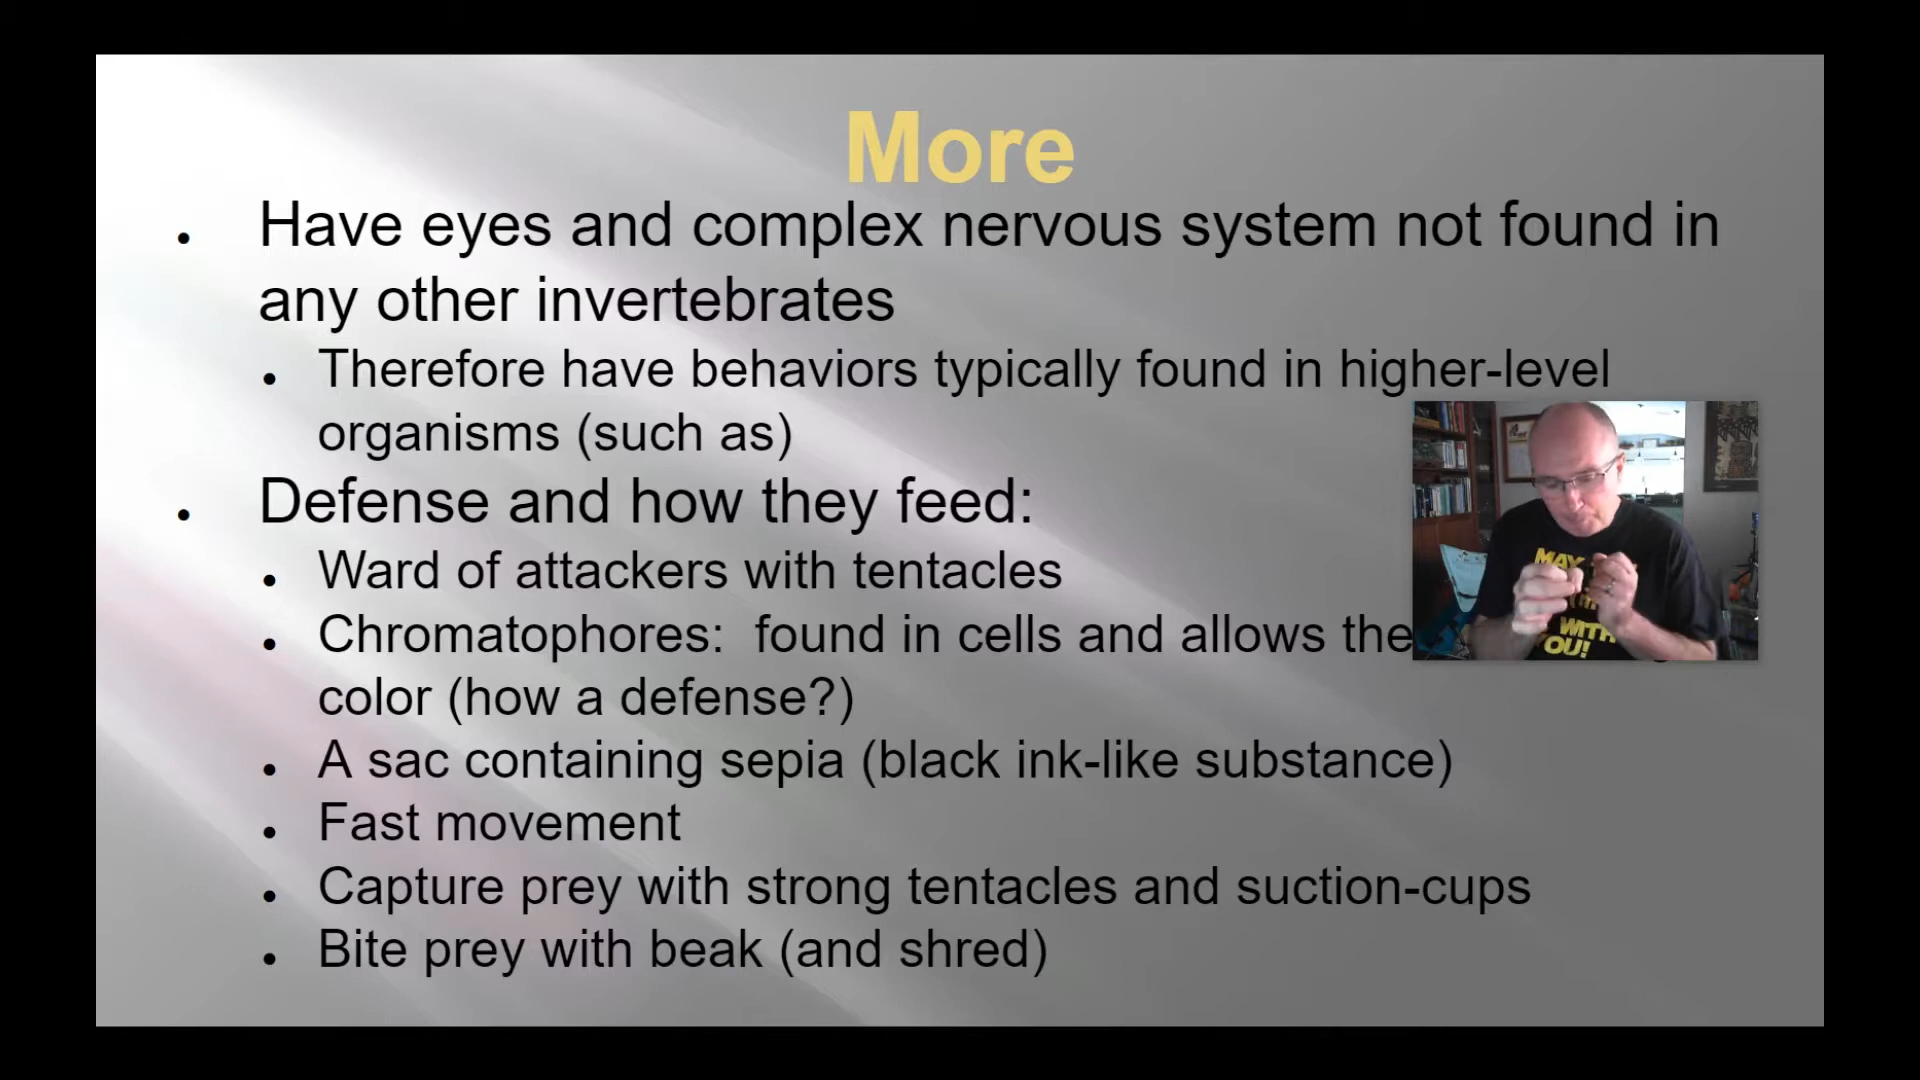 More
• Have eyes and complex nervous system not found in
any other invertebrates
• Therefore have behaviors typically found in higher-level
organisms (such as)
• Defense and how they feed:
• Ward of attackers with tentacles
• Chromatophores: found in cells and allows
color (how a defense?)
• A sac containing sepia (black ink-like substance)
• Fast movement
• Capture prey with strong tentacles and suction-cups
• Bite prey with beak (and shred)
MAY
WITH